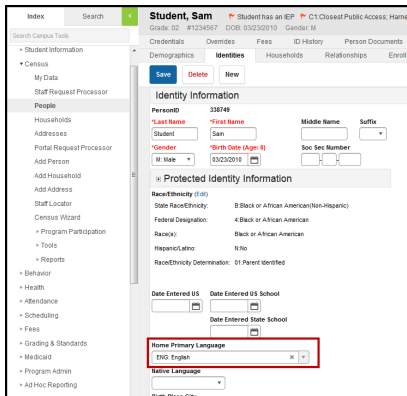 Index
Search
Student, Sam
Student has an IEP
C1:Closest Public Access; Harne
Grade: 02 #1234567 DOB: 03/23/2010 Gender: M
Search Campus Tools
Credentials Overrides Fees ID History Person Documents
Demographics Identities Households Relationships Enroll
Student Information
Census
My Data
Staff Request Processor
People
Households
Addresses
Portal Request Processor
Add Person
Add Household
Add Address
Staff Locator
Census Wizard
Program Participation
Tools
Reports
Behavior
Health
Attendance
Scheduling
Fees
Grading & Standards
Medicaid
Program Admin
Ad Hoc Reporting
Save Delete New
Identity Information
PersonID 338749
*Last Name *First Name Middle Name Suffix
Student Sam
*Gender *Birth Date (Age: 8) Soc Sec Number
M: Male 03/23/2010
Protected Identity Information
Race/Ethnicity (Edit)
State Race/Ethnicity: B:Black or African American(Non-Hispanic)
Federal Designation: 4:Black or African American
Race(s): Black or African American
Hispanic/Latino: N:No
Race/Ethnicity Determination: 01:Parent Identified
Date Entered US Date Entered US School
Date Entered State School
Home Primary Language
ENG: English
Native Language